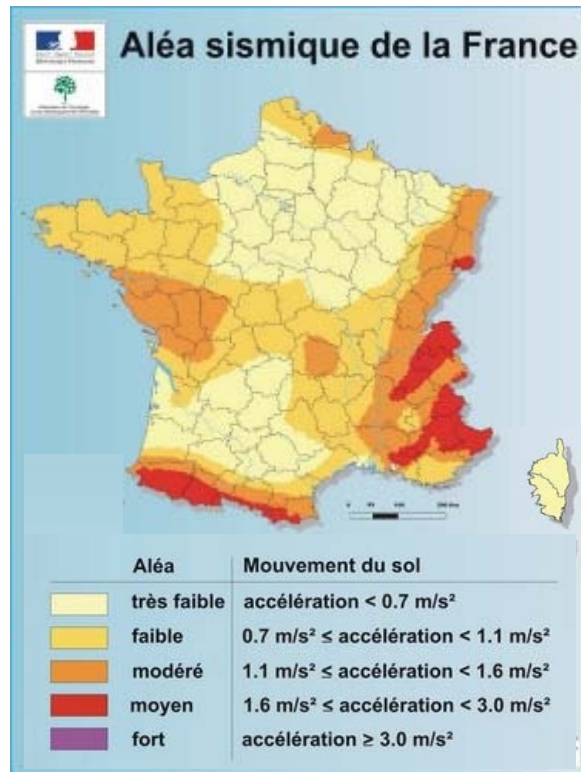 Aléa sismique de la France
Aléa Mouvement du sol
très faible accélération < 0.7 m/s²
faible 0.7 m/s² ≤ accélération < 1.1 m/s²
modéré 1.1 m/s² ≤ accélération < 1.6 m/s²
moyen 1.6 m/s² ≤ accélération < 3.0 m/s²
fort accélération ≥ 3.0 m/s²